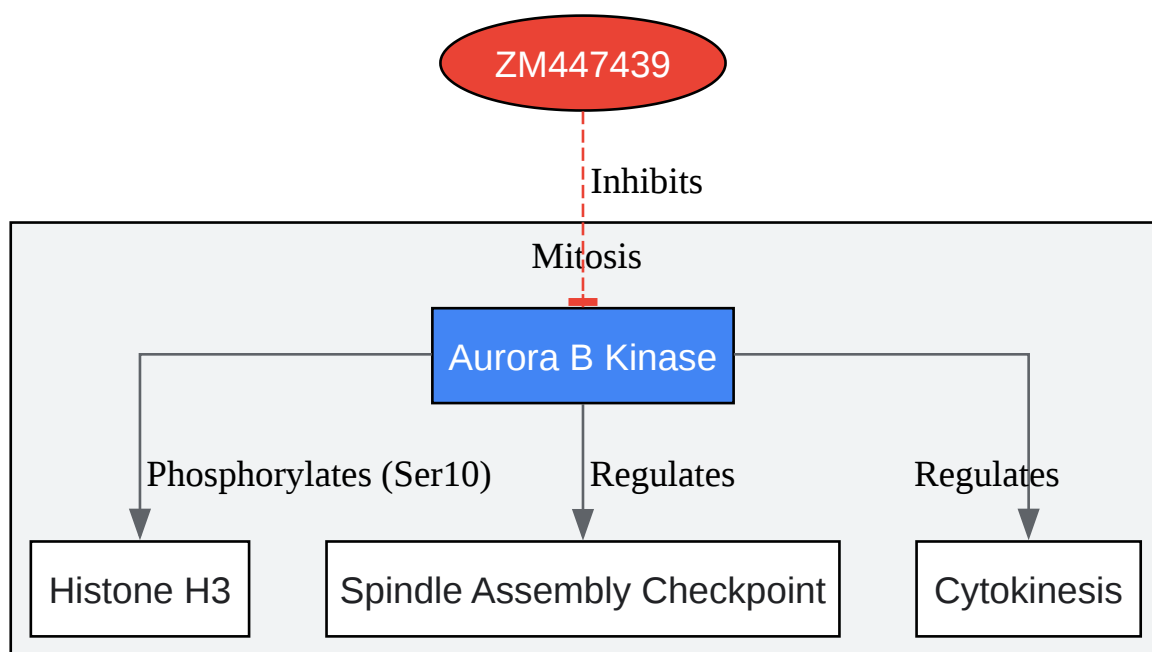 ZM447439
Inhibits
Mitosis
Aurora B Kinase
Phosphorylates (Ser10)
Regulates
Regulates
Histone H3
Spindle Assembly Checkpoint
Cytokinesis